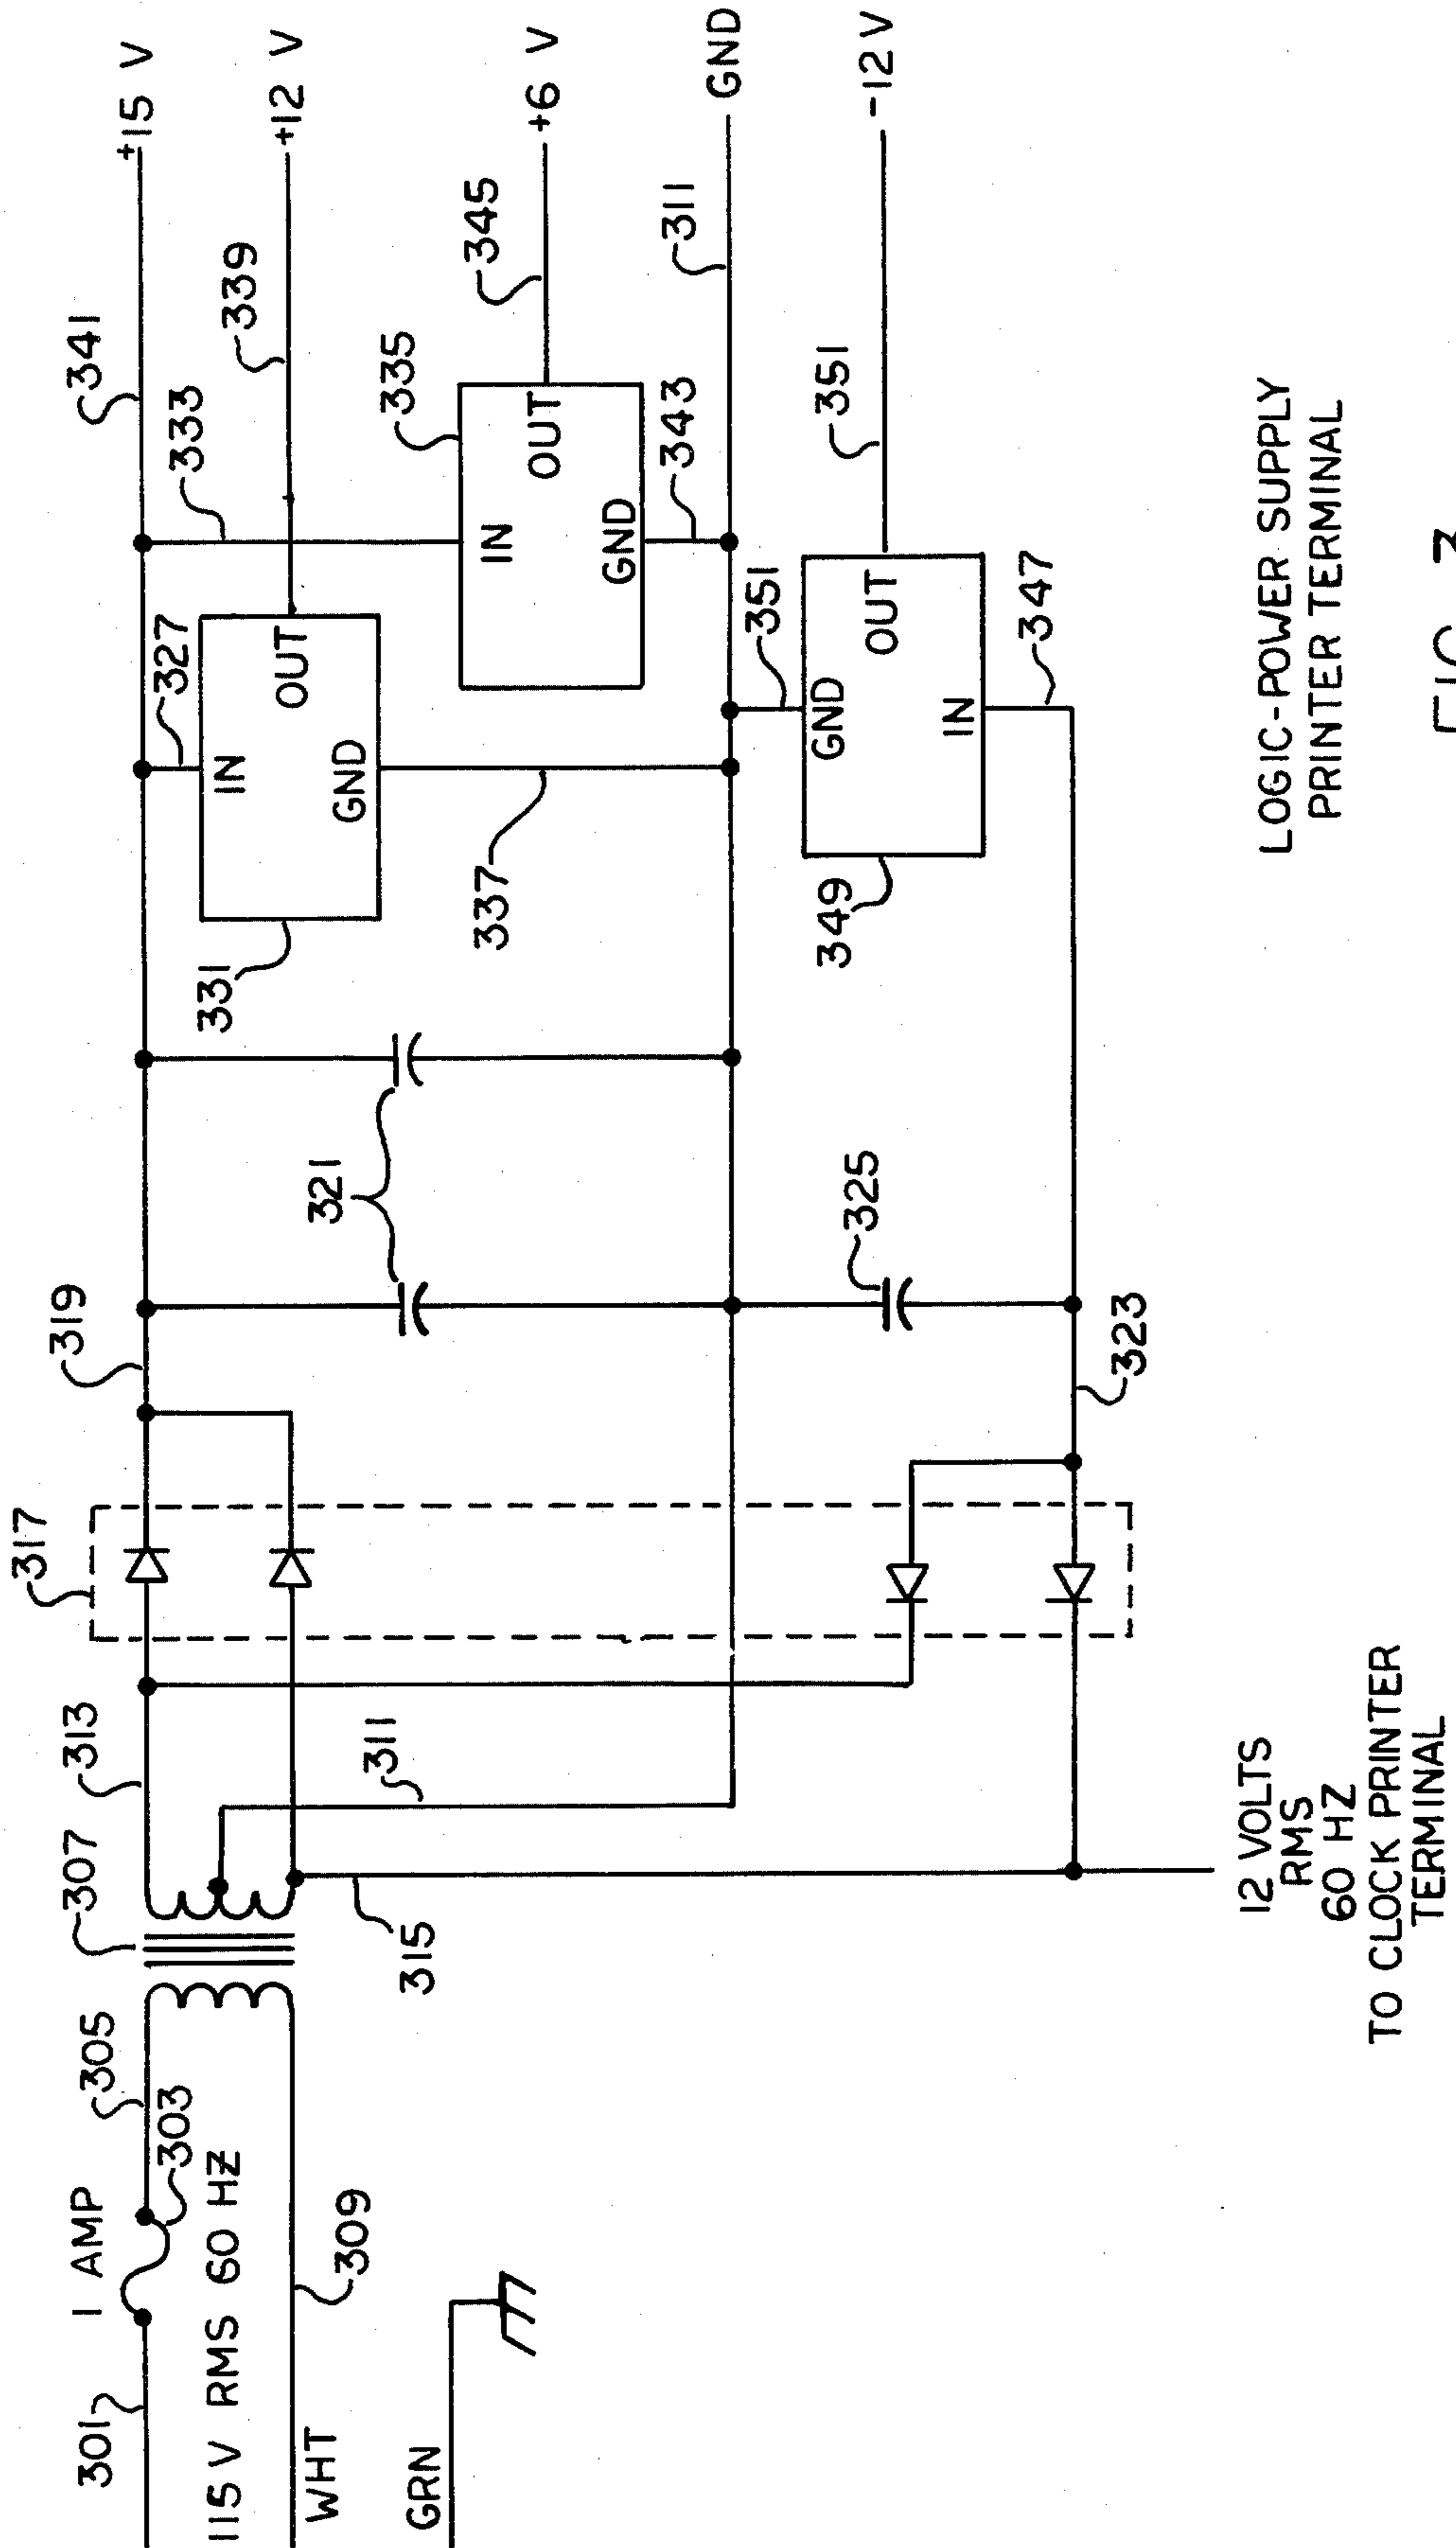 301
1 AMP
303
305
115 V RMS 60 HZ
WHT
309
GRN
307
313
311
315
12 VOLTS
RMS
60 HZ
TO CLOCK PRINTER
TERMINAL
317
319
321
325
323
331
327
IN
OUT
GND
337
333
335
IN
OUT
GND
343
341
339
345
311
351
349
GND
OUT
IN
347
351
+15 V
+12 V
+6 V
GND
-12 V
LOGIC-POWER SUPPLY
PRINTER TERMINAL
FIG. 3